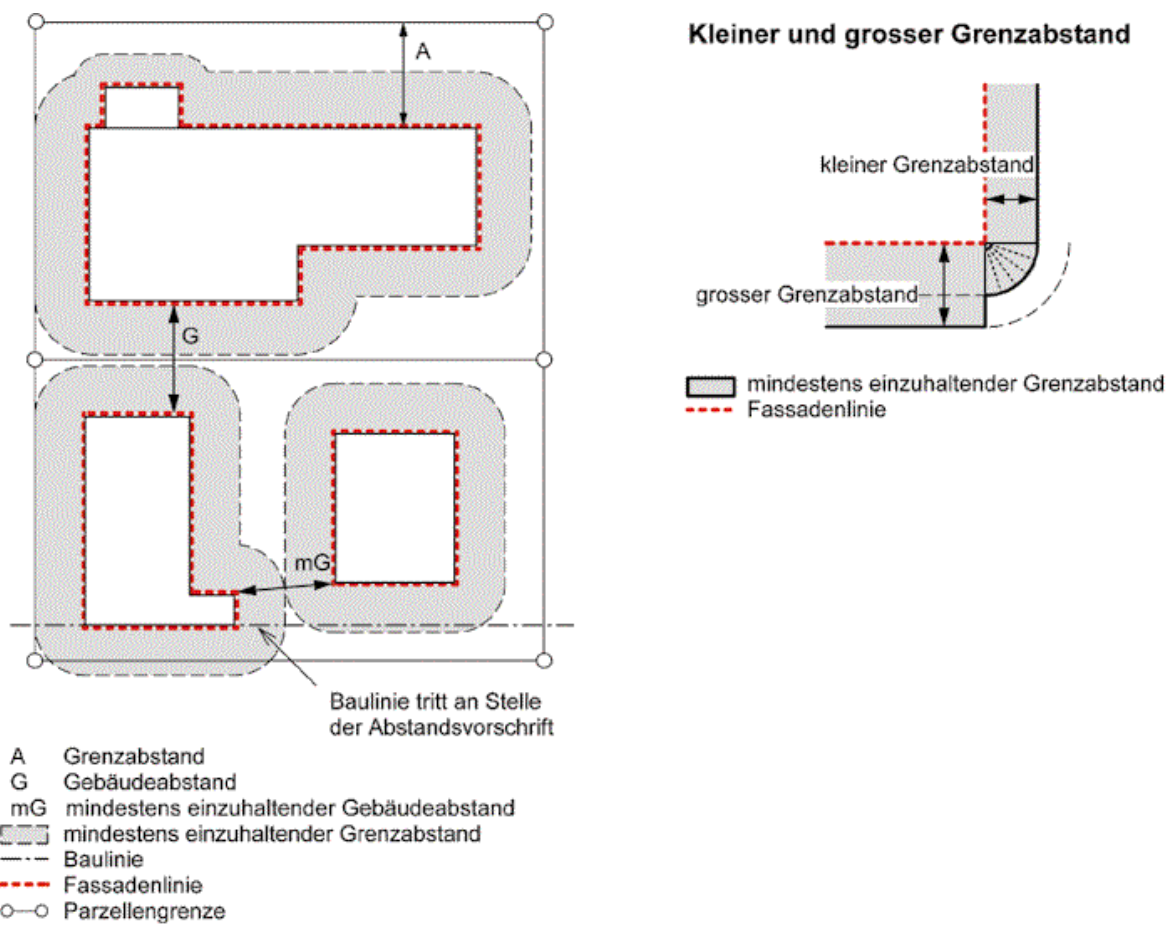 A
G
mG
Baulinie tritt an Stelle
der Abstandsvorschrift
A Grenzabstand
G Gebäudeabstand
mG mindestens einzuhaltender Gebäudeabstand
mindestens einzuhaltender Grenzabstand
Baulinie
Fassadenlinie
Parzellengrenze
Kleiner und grosser Grenzabstand
kleiner Grenzabstand
grosser Grenzabstand
mindestens einzuhaltender Grenzabstand
Fassadenlinie